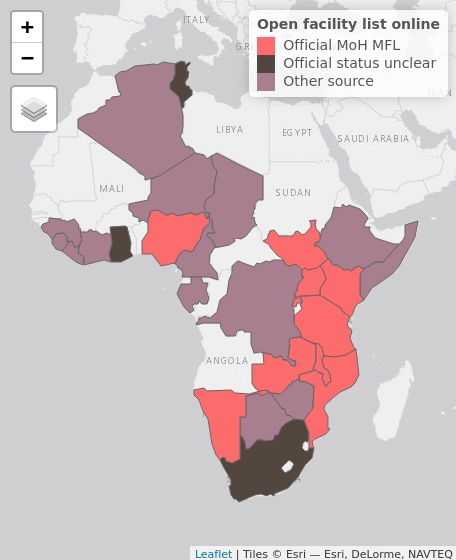 +
−
ITALY
Open facility list online
Official MoH MFL
Official status unclear
Other source
LIBYA
EGYPT
SAUDI ARABIA
MALI
SUDAN
ANGOLA
Leaflet | Tiles © Esri — Esri, DeLorme, NAVTEQ